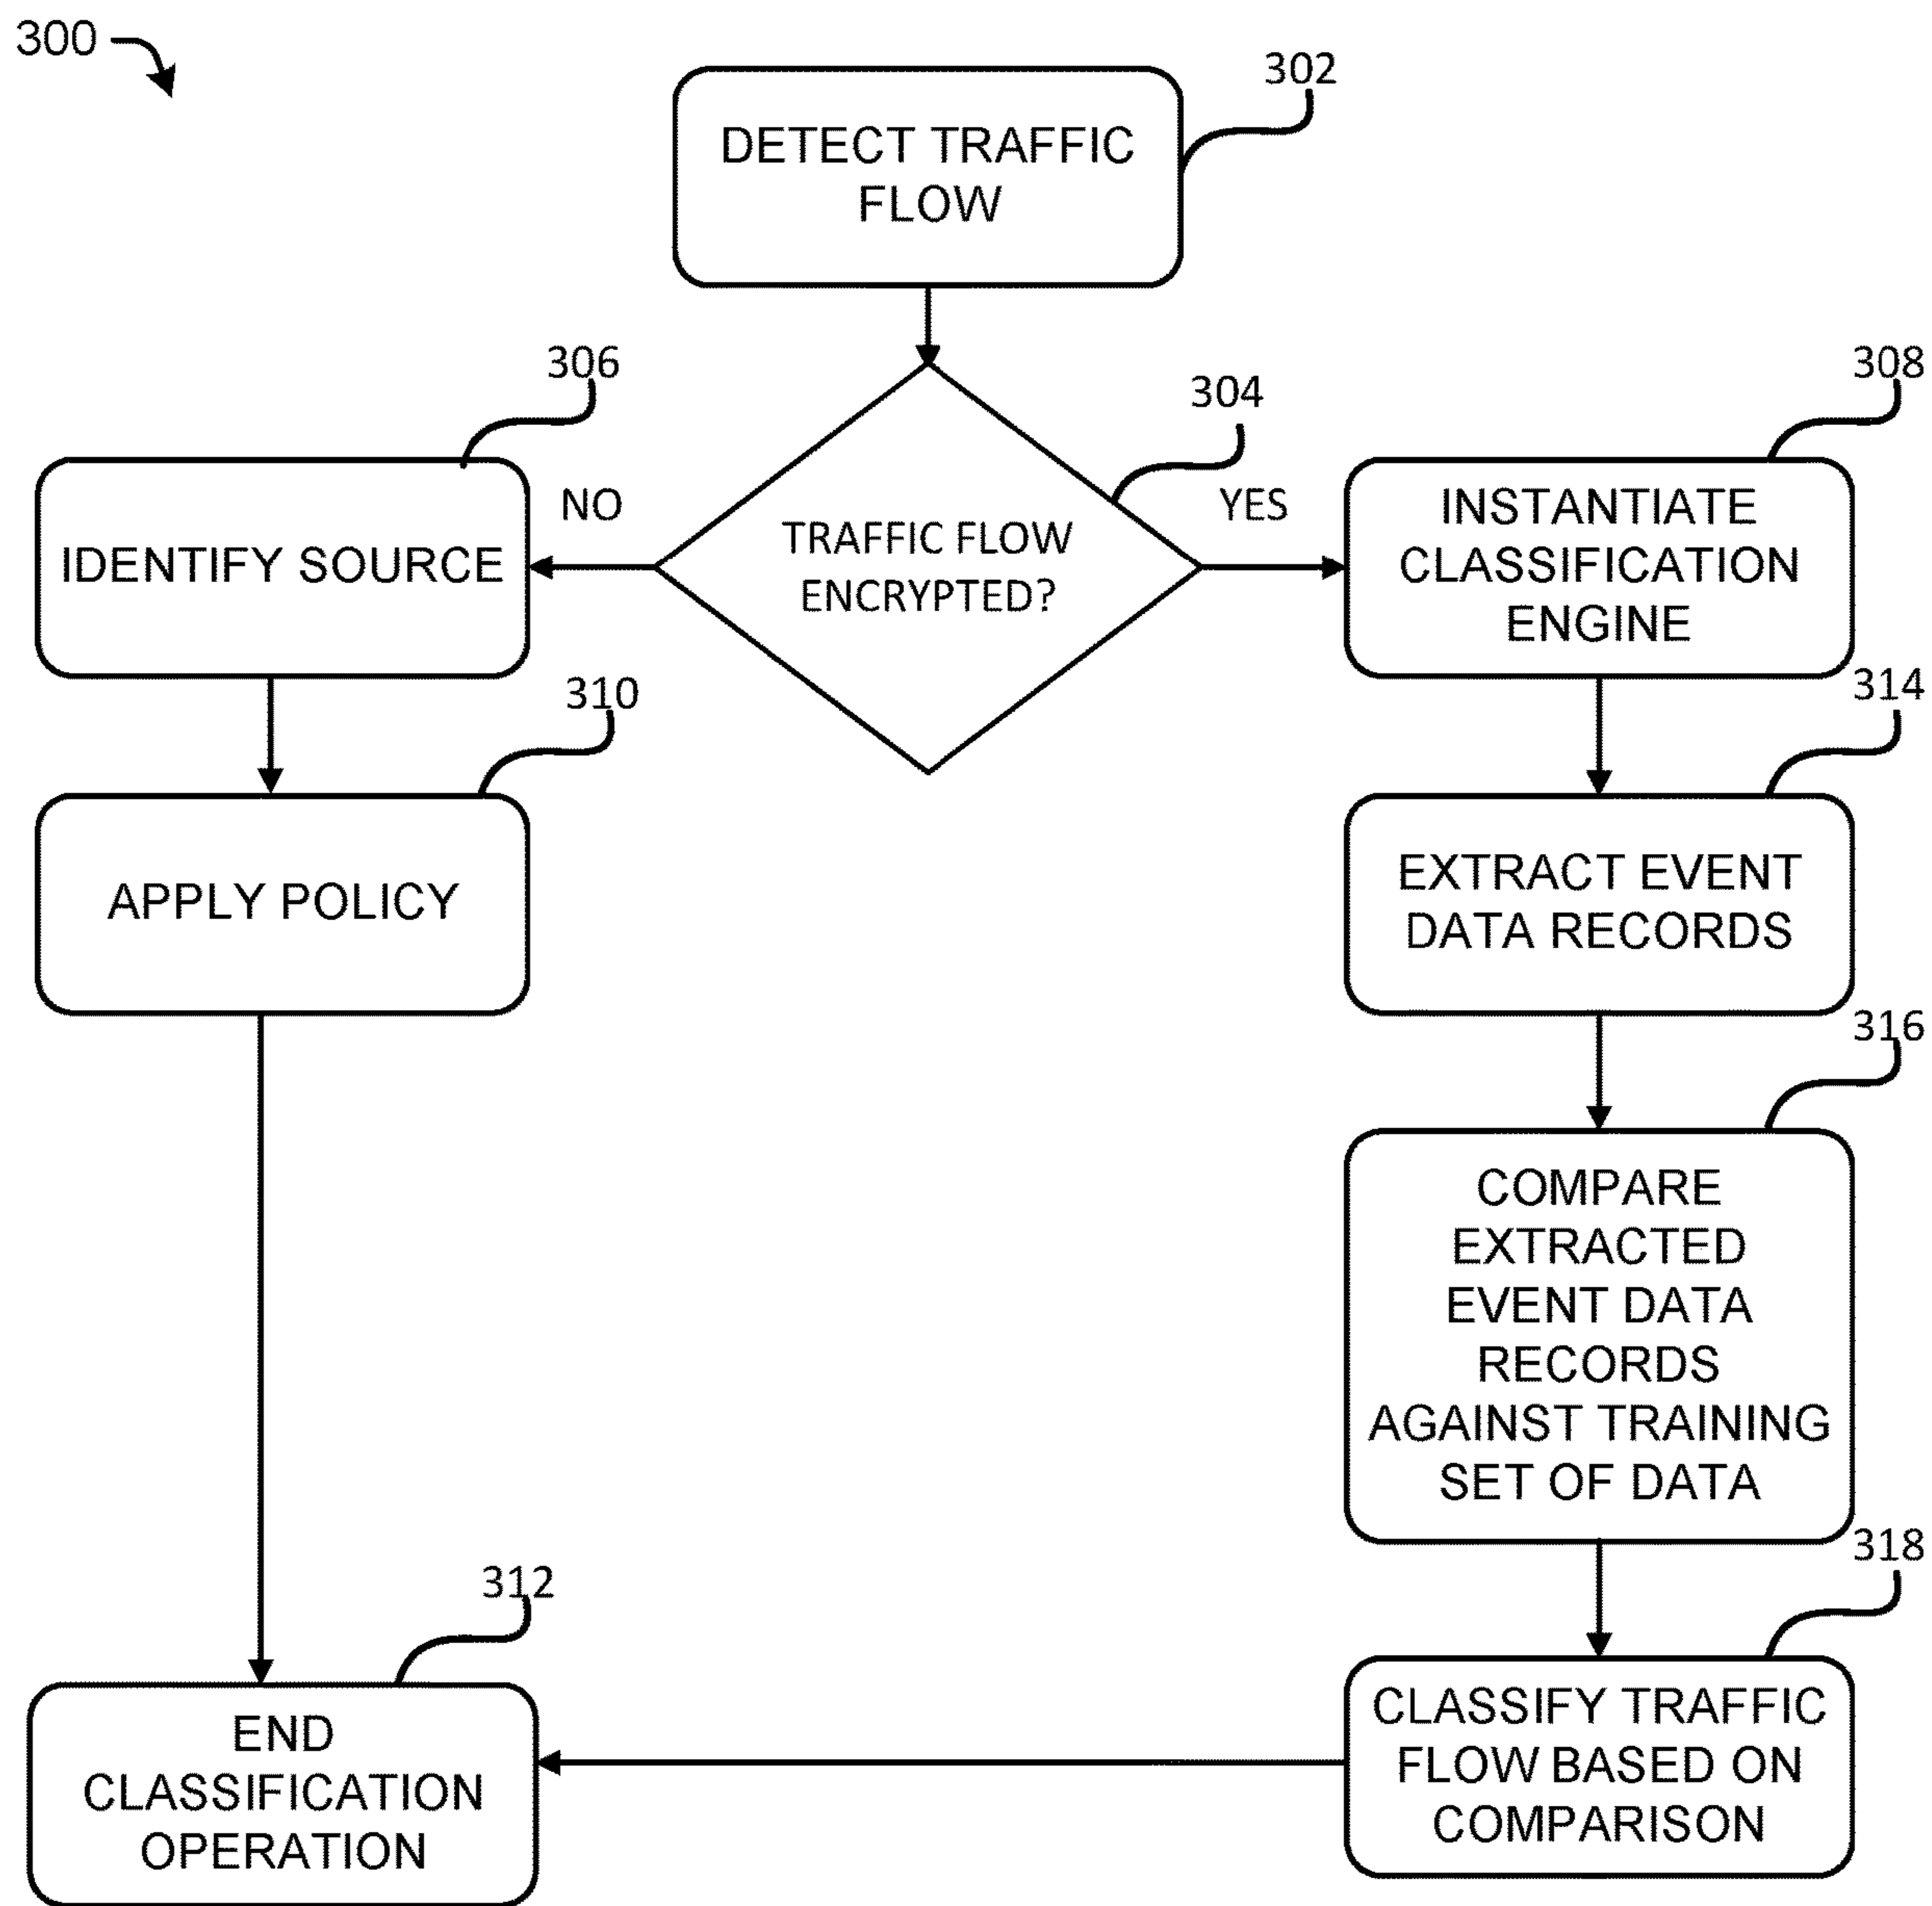 300
302
DETECT TRAFFIC
FLOW
306
304
308
NO
YES
IDENTIFY SOURCE
TRAFFIC FLOW
ENCRYPTED?
INSTANTIATE
CLASSIFICATION
ENGINE
310
314
APPLY POLICY
EXTRACT EVENT
DATA RECORDS
316
COMPARE
EXTRACTED
EVENT DATA
RECORDS
AGAINST TRAINING
SET OF DATA
312
318
END
CLASSIFICATION
OPERATION
CLASSIFY TRAFFIC
FLOW BASED ON
COMPARISON